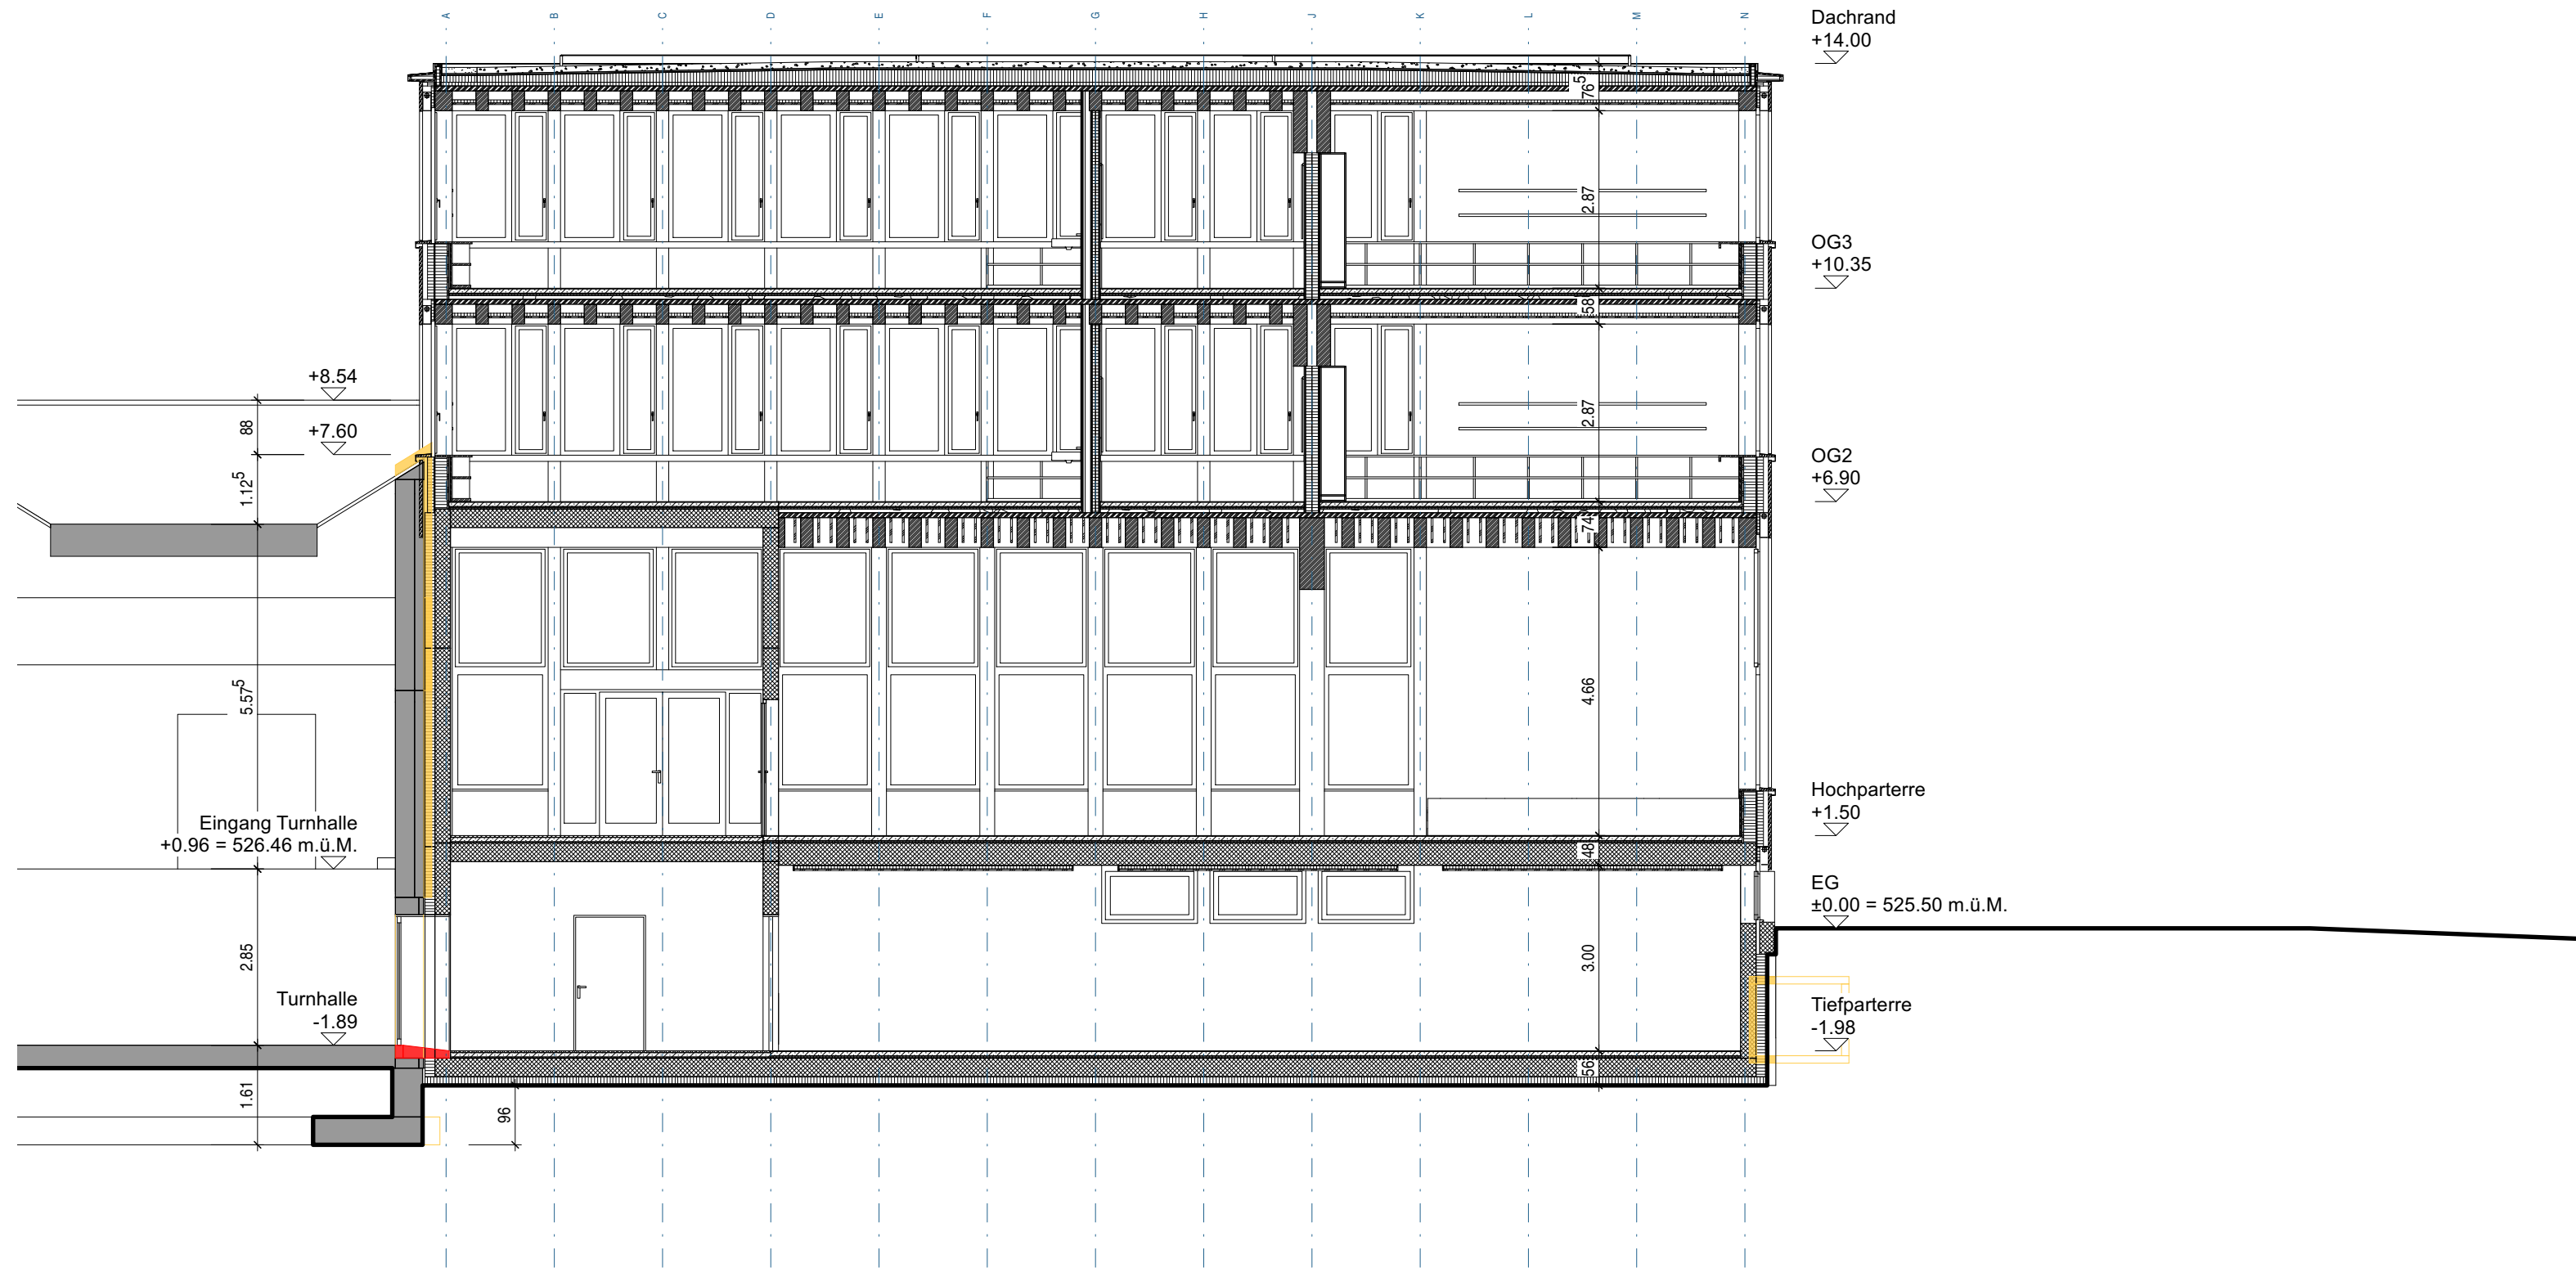 A B C D E F G H J K L M N
Dachrand
+14.00
76⁵
2.87
OG3
+10.35
58
+8.54
88
+7.60
2.87
1.12⁵
OG2
+6.90
74
5.57⁵
4.66
Hochparterre
+1.50
Eingang Turnhalle
+0.96 = 526.46 m.ü.M.
48
EG
±0.00 = 525.50 m.ü.M.
2.85
3.00
Turnhalle
-1.89
Tiefparterre
-1.98
56
1.61
96